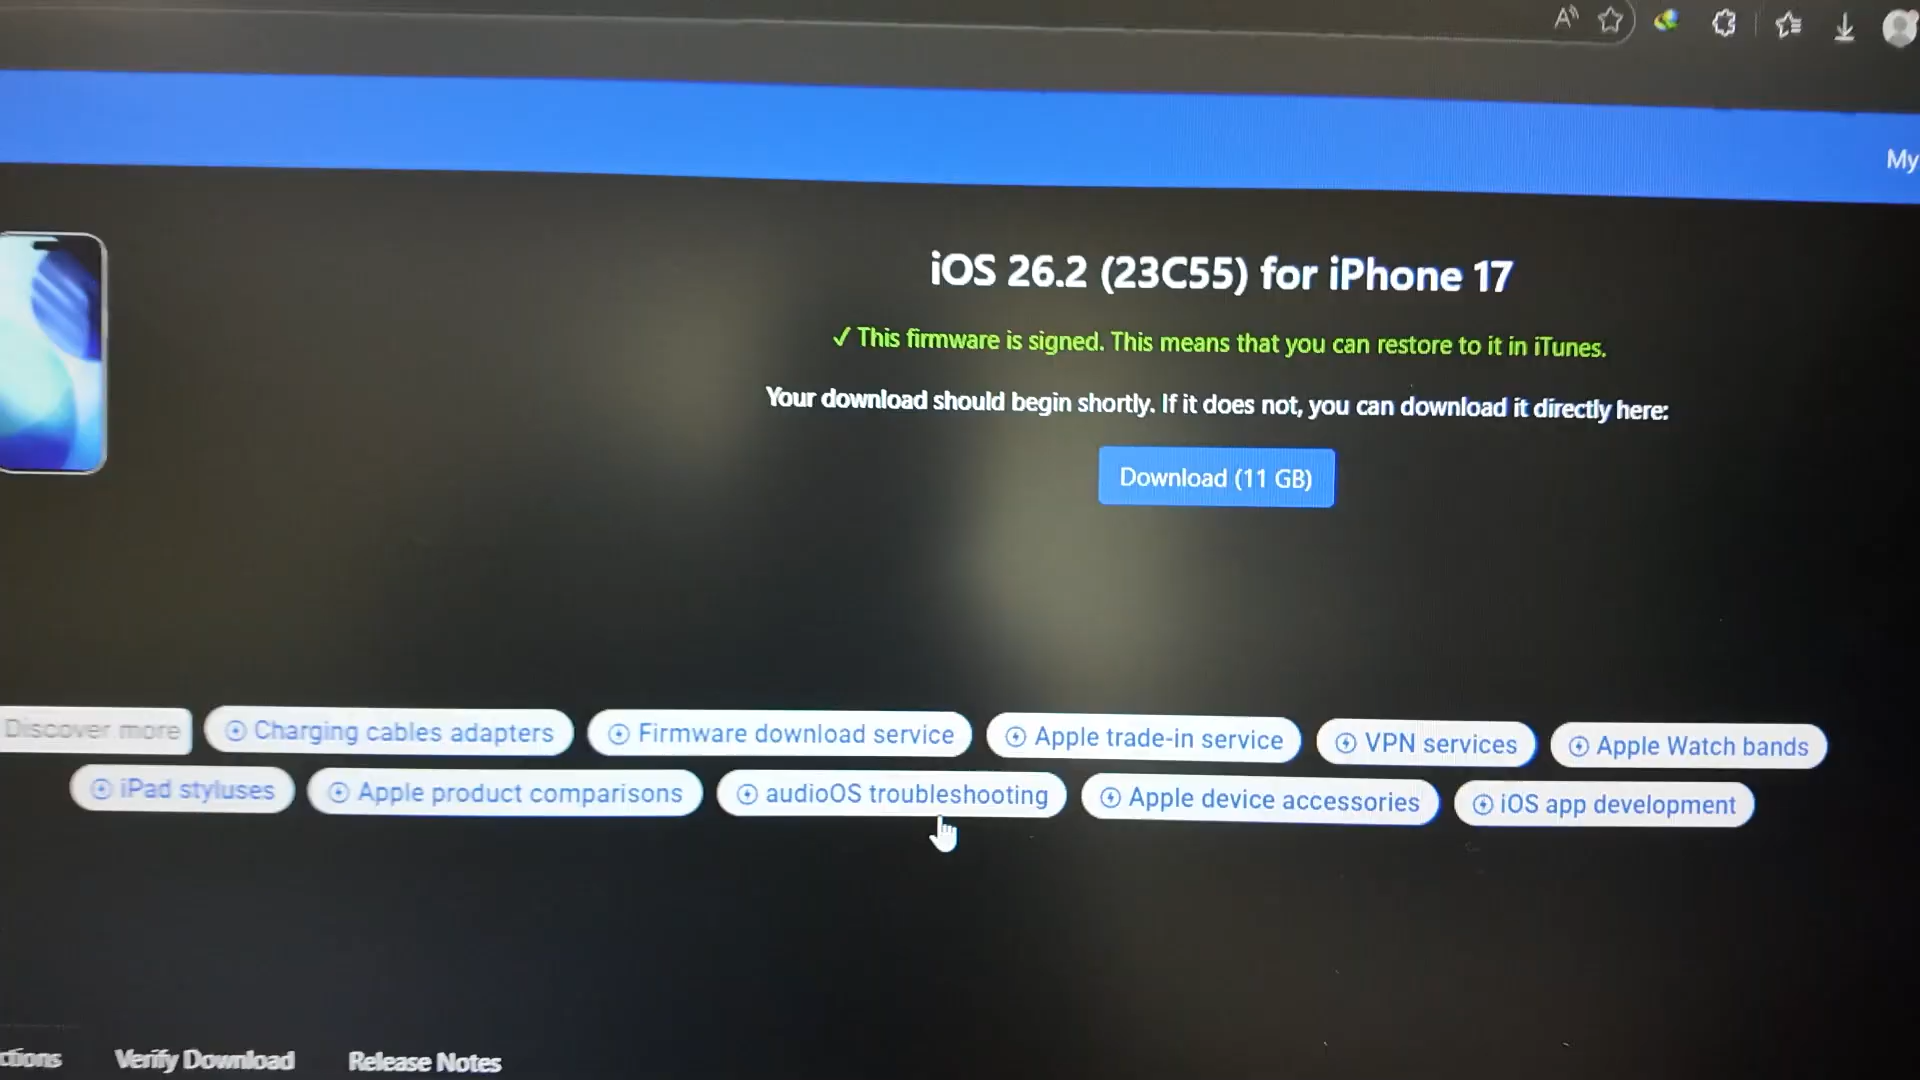 My
iOS 26.2 (23C55) for iPhone 17
✓ This firmware is signed. This means that you can restore to it in iTunes.
Your download should begin shortly. If it does not, you can download it directly here:
Download (11 GB)
Discover more
Charging cables adapters
Firmware download service
Apple trade-in service
VPN services
Apple Watch bands
iPad styluses
Apple product comparisons
audioOS troubleshooting
Apple device accessories
iOS app development
ctions
Verify Download
Release Notes